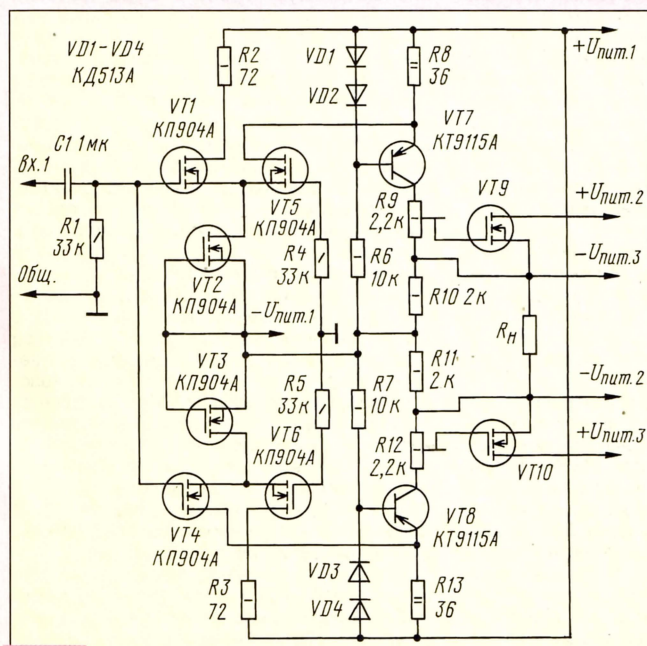 VD1-VD4
КД513А
R2
72
VD1
VD2
R8
36
+Uпит.1
VT1
КП904А
VT7
КТ9115А
С1 1мк
Вх.1
R1
33к
Общ.
VT5
КП904А
R9
2,2к
VT9
+Uпит.2
VT2
КП904А
R4
33к
R6
10к
R10 2к
-Uпит.3
-Uпит.1
Rн
VT3
КП904А
R5
33к
R7
10к
R11
2к
-Uпит.2
VT6
КП904А
R12
2,2к
+Uпит.3
VT10
VT4
КП904А
VT8
КТ9115А
R3
72
VD3
VD4
R13
36